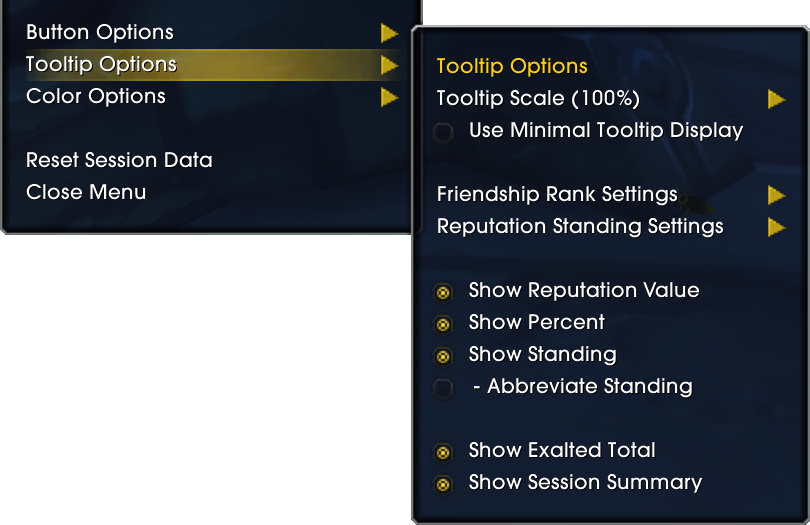 Button Options
Tooltip Options
Color Options
Reset Session Data
Close Menu
Tooltip Options
Tooltip Scale (100%)
Use Minimal Tooltip Display
Friendship Rank Settings
Reputation Standing Settings
Show Reputation Value
Show Percent
Show Standing
- Abbreviate Standing
Show Exalted Total
Show Session Summary